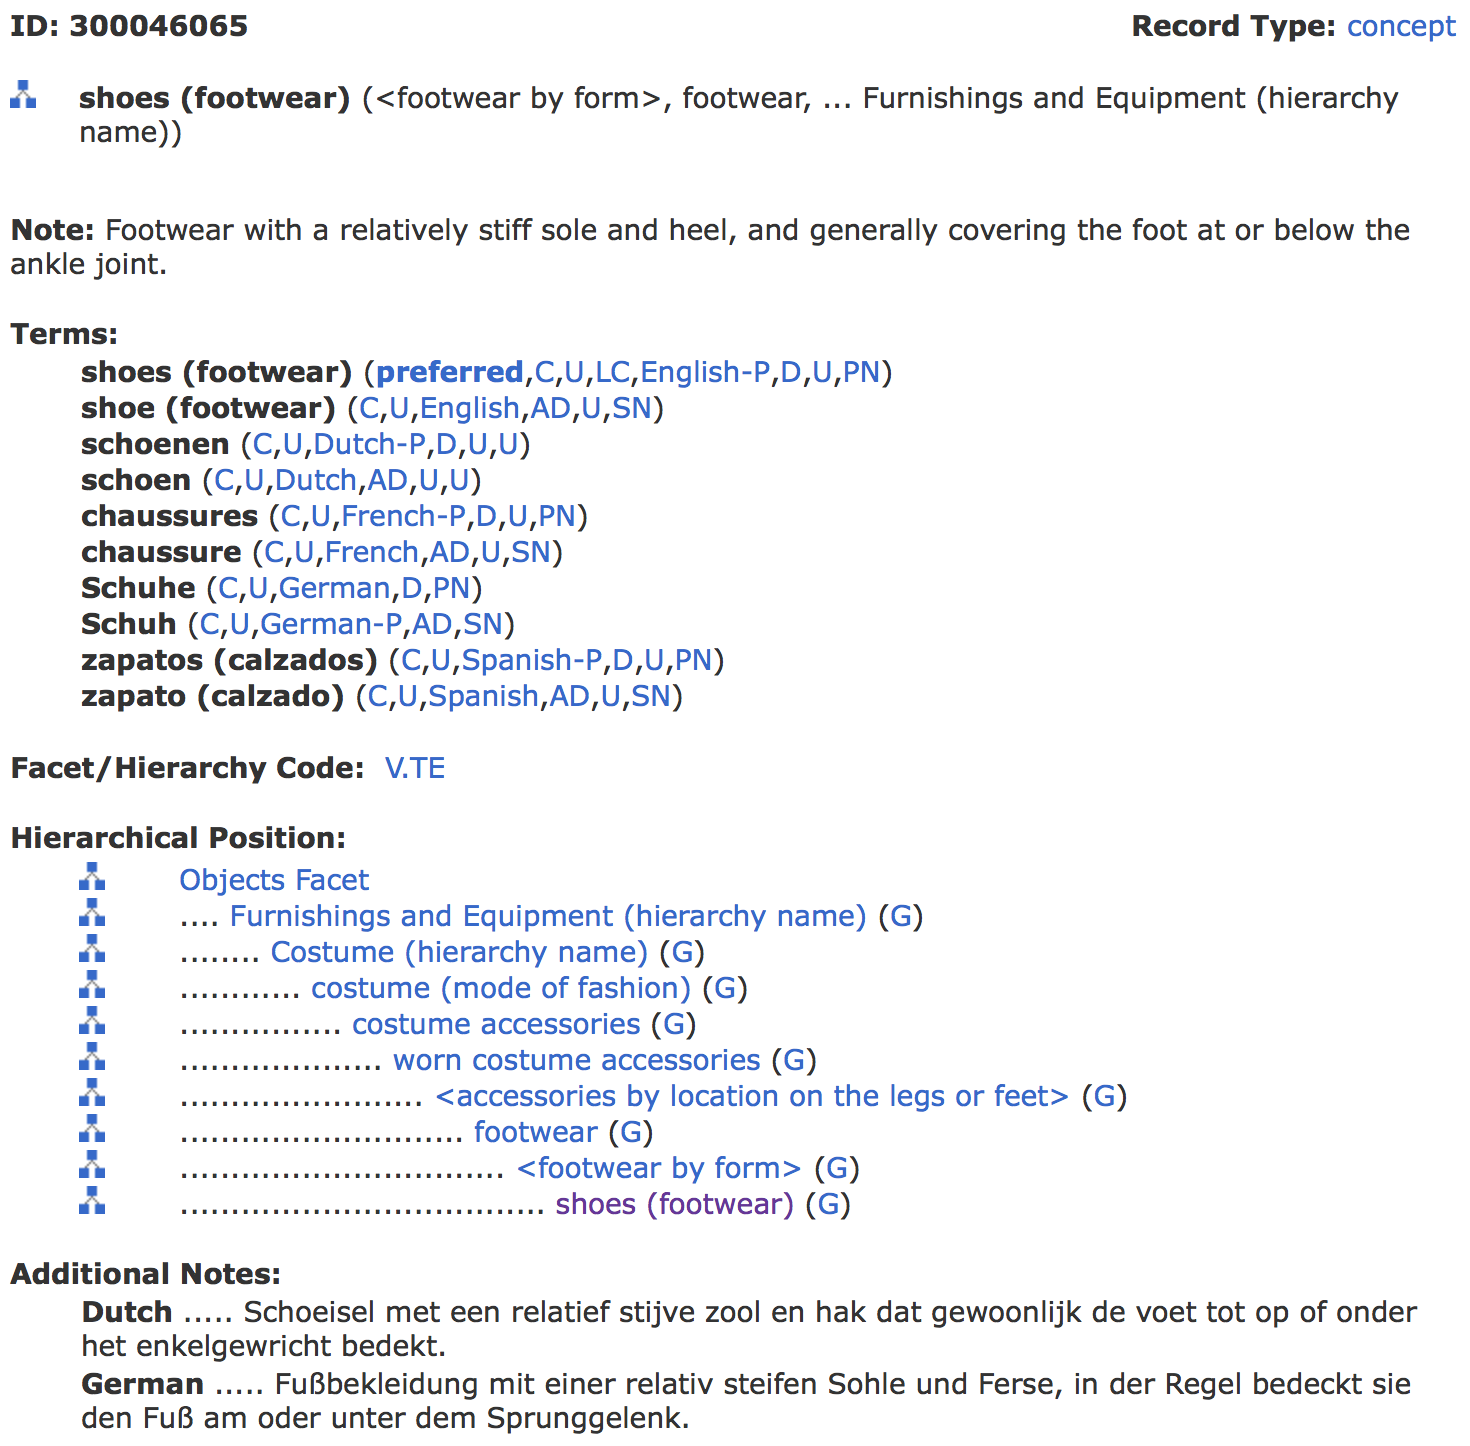 ID: 300046065 Record Type: concept
shoes (footwear) (<footwear by form>, footwear, ... Furnishings and Equipment (hierarchy
name))
Note: Footwear with a relatively stiff sole and heel, and generally covering the foot at or below the
ankle joint.
Terms:
shoes (footwear) (preferred,C,U,LC,English-P,D,U,PN)
shoe (footwear) (C,U,English,AD,U,SN)
schoenen (C,U,Dutch-P,D,U,U)
schoen (C,U,Dutch,AD,U,U)
chaussures (C,U,French-P,D,U,PN)
chaussure (C,U,French,AD,U,SN)
Schuhe (C,U,German,D,PN)
Schuh (C,U,German-P,AD,SN)
zapatos (calzados) (C,U,Spanish-P,D,U,PN)
zapato (calzado) (C,U,Spanish,AD,U,SN)
Facet/Hierarchy Code: V.TE
Hierarchical Position:
Objects Facet
.... Furnishings and Equipment (hierarchy name) (G)
........ Costume (hierarchy name) (G)
............ costume (mode of fashion) (G)
................ costume accessories (G)
.................... worn costume accessories (G)
........................ <accessories by location on the legs or feet> (G)
............................ footwear (G)
................................ <footwear by form> (G)
.................................... shoes (footwear) (G)
Additional Notes:
Dutch ..... Schoeisel met een relatief stijve zool en hak dat gewoonlijk de voet tot op of onder
het enkelgewricht bedekt.
German ..... Fußbekleidung mit einer relativ steifen Sohle und Ferse, in der Regel bedeckt sie
den Fuß am oder unter dem Sprunggelenk.